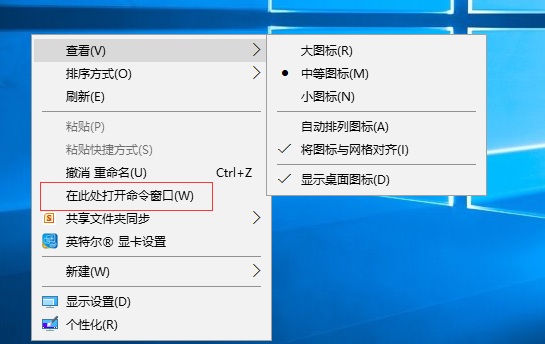 查看(V)
排序方式(O)
刷新(E)
粘贴(P)
粘贴快捷方式(S)
撤消 重命名(U) Ctrl+Z
在此处打开命令窗口(W)
共享文件夹同步
英特尔® 显卡设置
新建(W)
显示设置(D)
个性化(R)
大图标(R)
中等图标(M)
小图标(N)
自动排列图标(A)
将图标与网格对齐(I)
显示桌面图标(D)